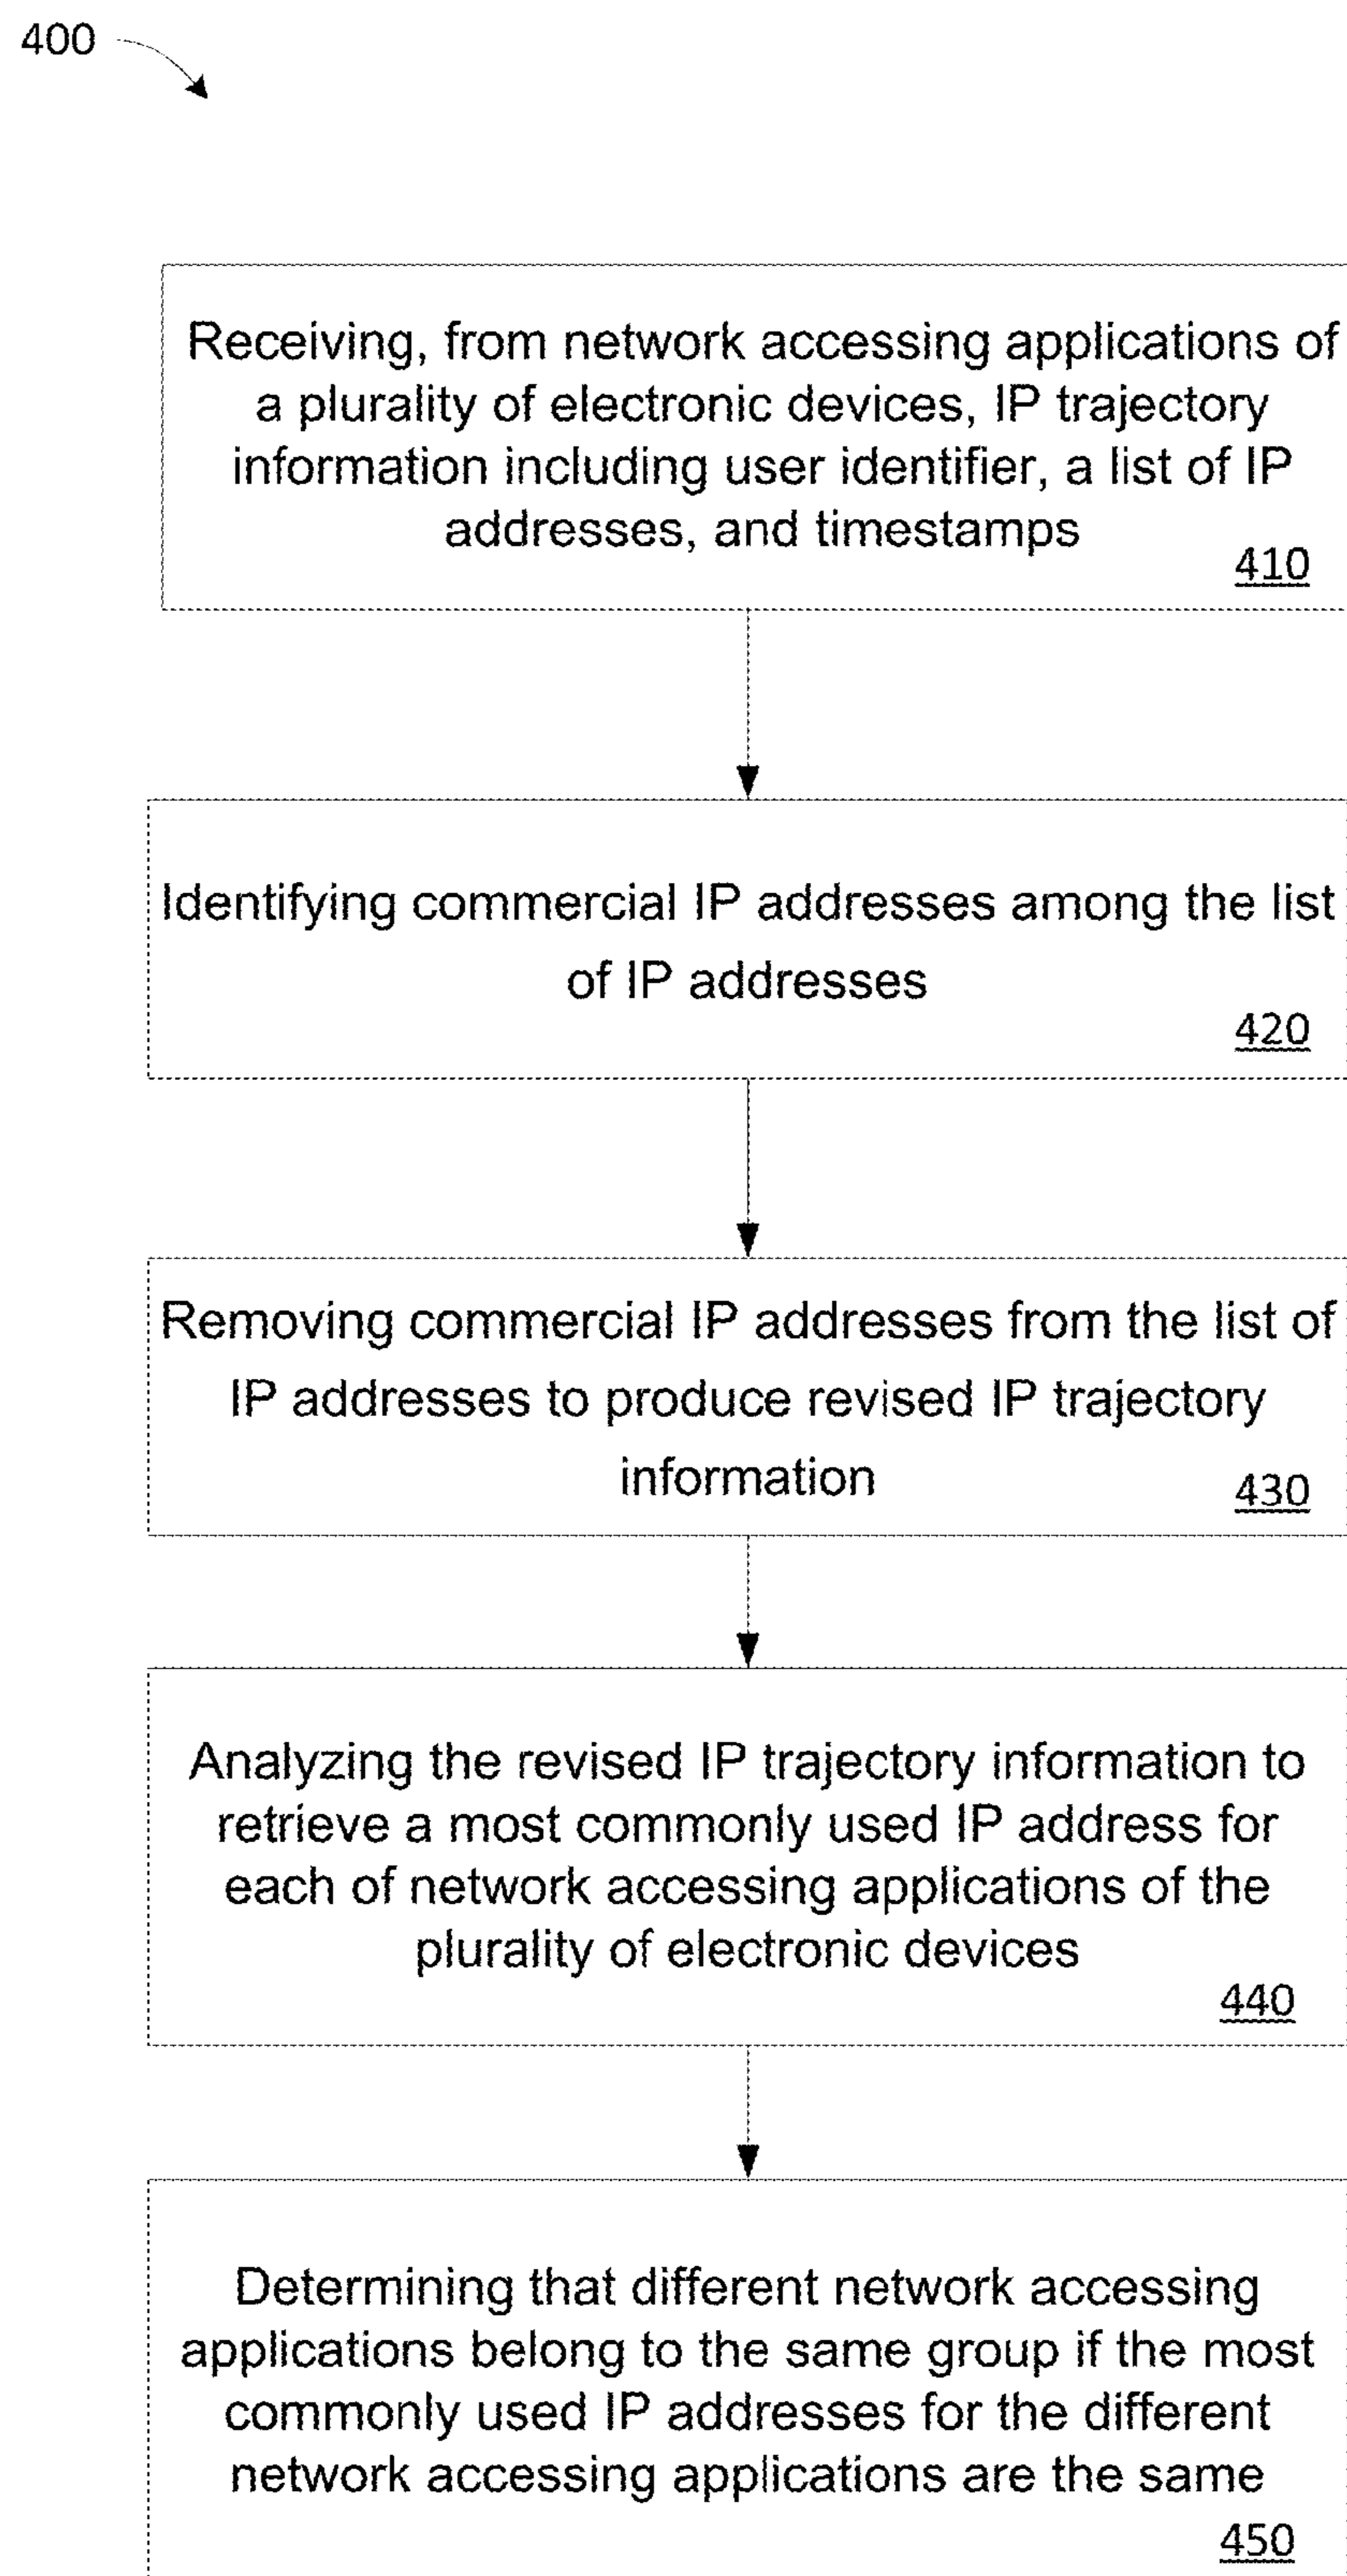 400
Receiving, from network accessing applications of
a plurality of electronic devices, IP trajectory
information including user identifier, a list of IP
addresses, and timestamps
410
Identifying commercial IP addresses among the list
of IP addresses
420
Removing commercial IP addresses from the list of
IP addresses to produce revised IP trajectory
information
430
Analyzing the revised IP trajectory information to
retrieve a most commonly used IP address for
each of network accessing applications of the
plurality of electronic devices
440
Determining that different network accessing
applications belong to the same group if the most
commonly used IP addresses for the different
network accessing applications are the same
450